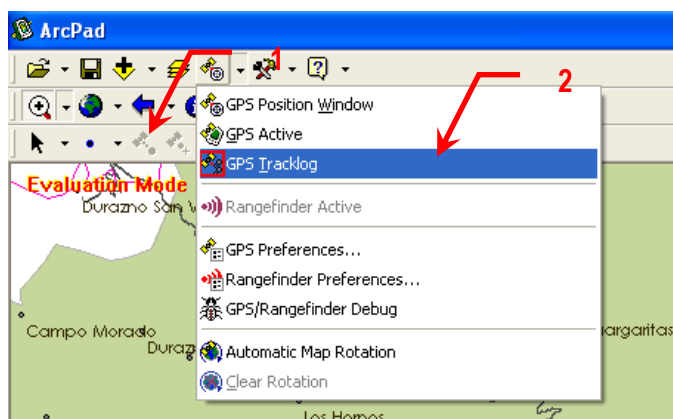 ArcPad
1
2
GPS Position Window
GPS Active
GPS Tracklog
Evaluation Mode
Durazno San
Rangefinder Active
GPS Preferences...
Rangefinder Preferences...
GPS/Rangefinder Debug
Campo Morado
argaritas
Duraz
Automatic Map Rotation
Clear Rotation
Los Hornos